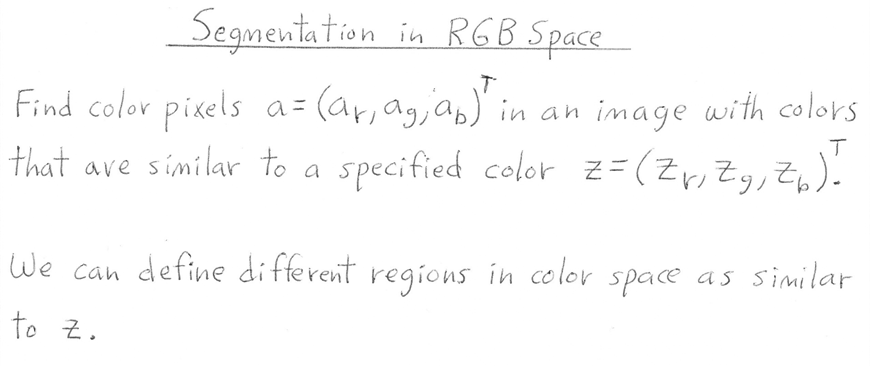 Segmentation in RGB Space
Find color pixels a = (a_r, a_g, a_b)^T in an image with colors
that are similar to a specified color z = (z_r, z_g, z_b)^T.
We can define different regions in color space as similar
to z.